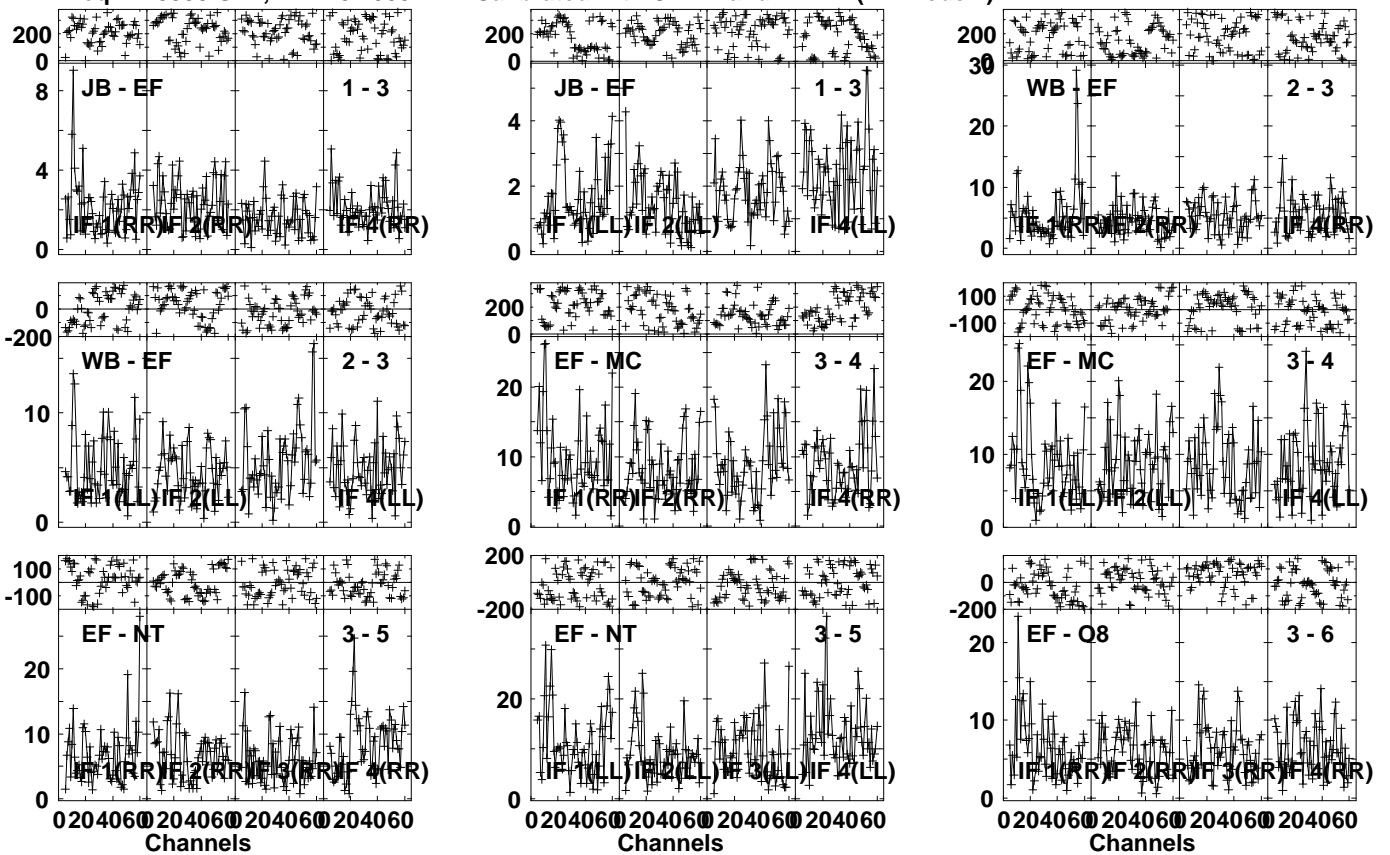 200
0
JB - EF 1 - 3
8
4
0
IF 1(RR) IF 2(RR) IF 4(RR)
200
0
JB - EF 1 - 3
4
2
0
IF 1(LL) IF 2(LL) IF 4(LL)
200
0
30
WB - EF 2 - 3
20
10
0
IF 1(RR) IF 2(RR) IF 4(RR)
0
-200
WB - EF 2 - 3
10
0
IF 1(LL) IF 2(LL) IF 4(LL)
200
0
EF - MC 3 - 4
20
10
0
IF 1(RR) IF 2(RR) IF 4(RR)
100
-100
EF - MC 3 - 4
20
10
0
IF 1(LL) IF 2(LL) IF 4(LL)
100
-100
EF - NT 3 - 5
20
10
0
IF 1(RR) IF 2(RR) IF 3(RR) IF 4(RR)
0 20 40 60 0 20 40 60 0 20 40 60 0 20 40 60
Channels
200
-200
EF - NT 3 - 5
20
0
IF 1(LL) IF 2(LL) IF 3(LL) IF 4(LL)
0 20 40 60 0 20 40 60 0 20 40 60 0 20 40 60
Channels
0
-200
EF - Q8 3 - 6
20
10
0
IF 1(RR) IF 2(RR) IF 3(RR) IF 4(RR)
0 20 40 60 0 20 40 60 0 20 40 60 0 20 40 60
Channels